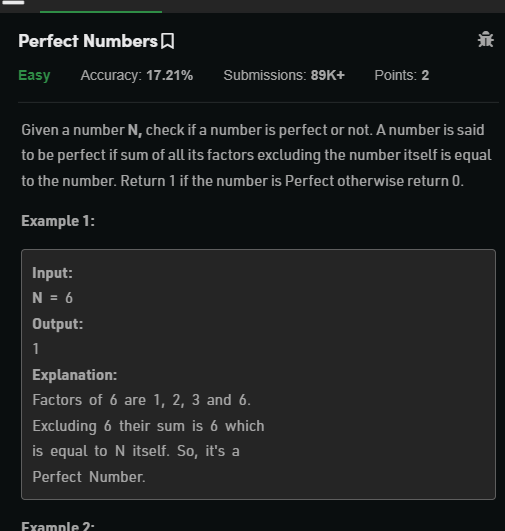 Perfect Numbers
Easy Accuracy: 17.21% Submissions: 89K+ Points: 2
Given a number N, check if a number is perfect or not. A number is said
to be perfect if sum of all its factors excluding the number itself is equal
to the number. Return 1 if the number is Perfect otherwise return 0.
Example 1:
Input:
N = 6
Output:
1
Explanation:
Factors of 6 are 1, 2, 3 and 6.
Excluding 6 their sum is 6 which
is equal to N itself. So, it's a
Perfect Number.
Example 2: